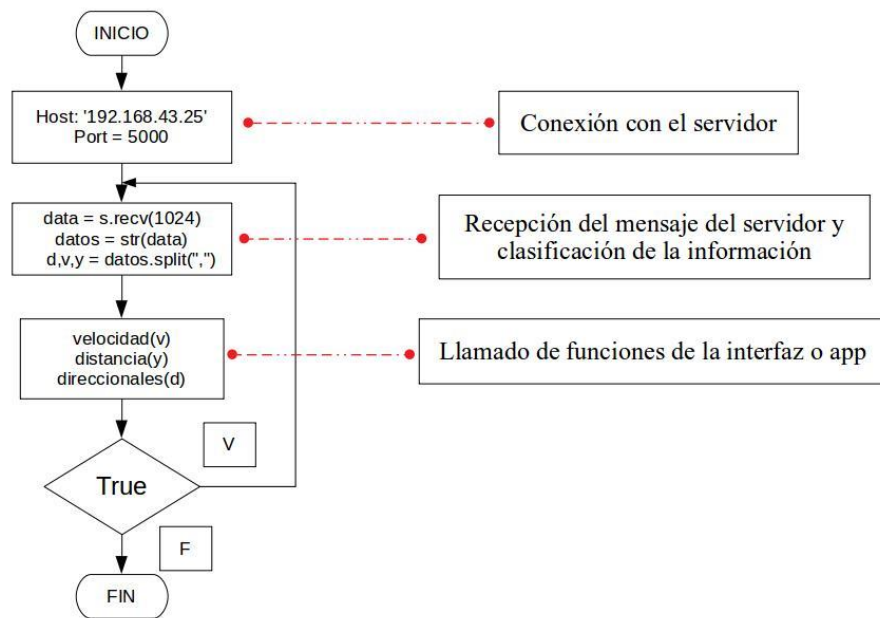 INICIO
Host: '192.168.43.25'
Port = 5000
Conexión con el servidor
data = s.recv(1024)
datos = str(data)
d,v,y = datos.split(",")
Recepción del mensaje del servidor y
clasificación de la información
velocidad(v)
distancia(y)
direccionales(d)
Llamado de funciones de la interfaz o app
V
True
F
FIN